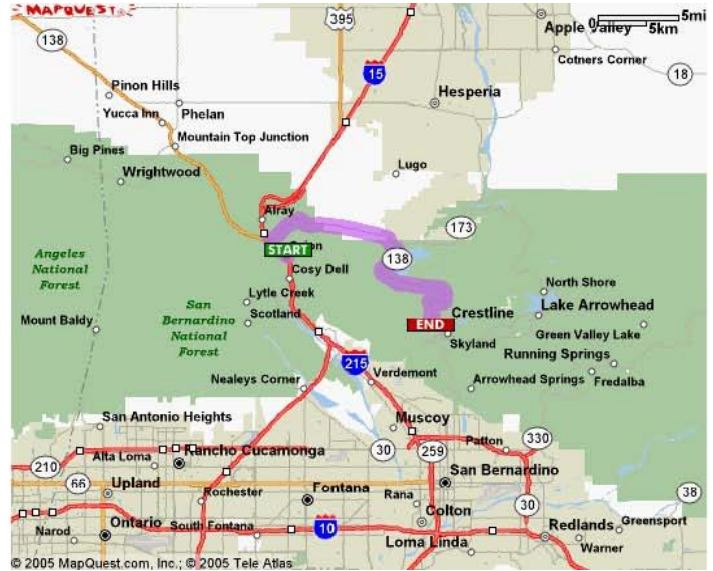 MAPQUEST
395
0 5mi
5km
Apple Valley
138
Cotners Corner
15
18
Pinon Hills
Hesperia
Yucca Inn
Phelan
Mountain Top Junction
Big Pines
Lugo
Wrightwood
Alray
173
START
138
Angeles
National
Forest
Cosy Dell
Lytle Creek
North Shore
San
Bernardino
National
Forest
Scotland
Crestline
Lake Arrowhead
Mount Baldy
END
Skyland
Green Valley Lake
Running Springs
215
Verdemont
Nealeys Corner
Arrowhead Springs
Fredalba
San Antonio Heights
Muscoy
30
259
Patton
330
210
Alta Loma
Rancho Cucamonga
San Bernardino
66
Upland
Rochester
Fontana
Rana
30
38
Colton
Ontario
Narod
South Fontana
10
Redlands
Greensport
Loma Linda
Warner
© 2005 MapQuest.com, Inc.; © 2005 Tele Atlas